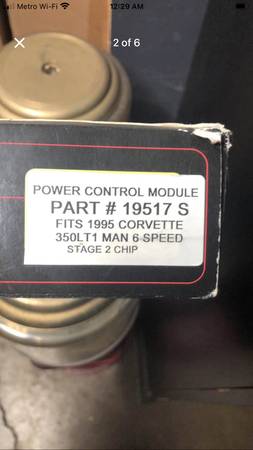 Metro Wi-Fi 12:29 AM
× 2 of 6
POWER CONTROL MODULE
PART # 19517 S
FITS 1995 CORVETTE
350LT1 MAN 6 SPEED
STAGE 2 CHIP